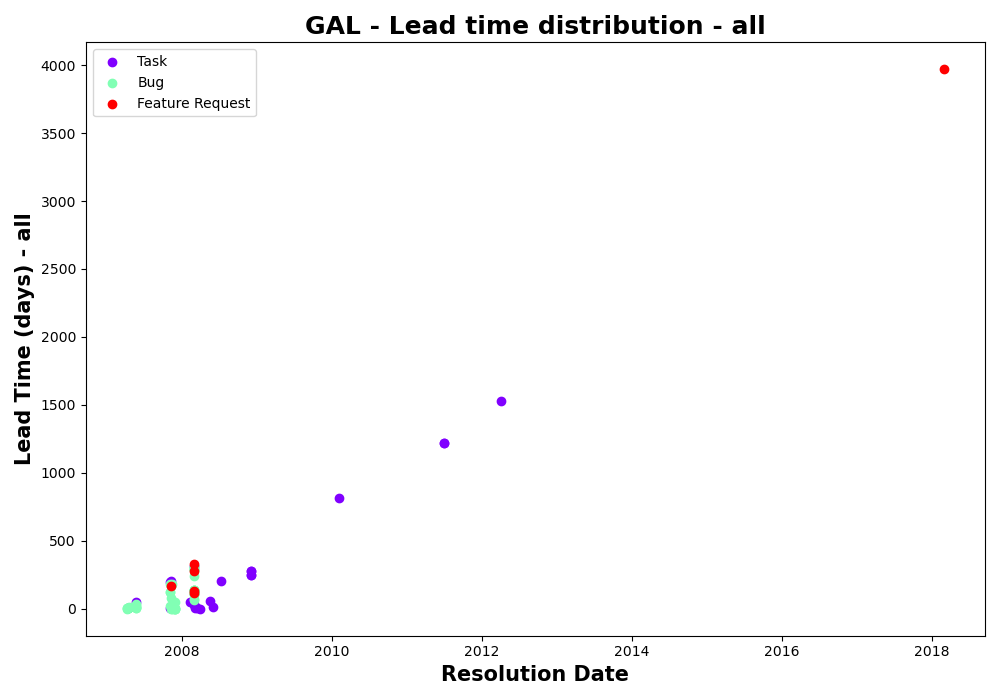 GAL - Lead time distribution - all
Task
Bug
Feature Request
4000
3500
3000
2500
2000
1500
1000
500
0
Lead Time (days) - all
2008 2010 2012 2014 2016 2018
Resolution Date